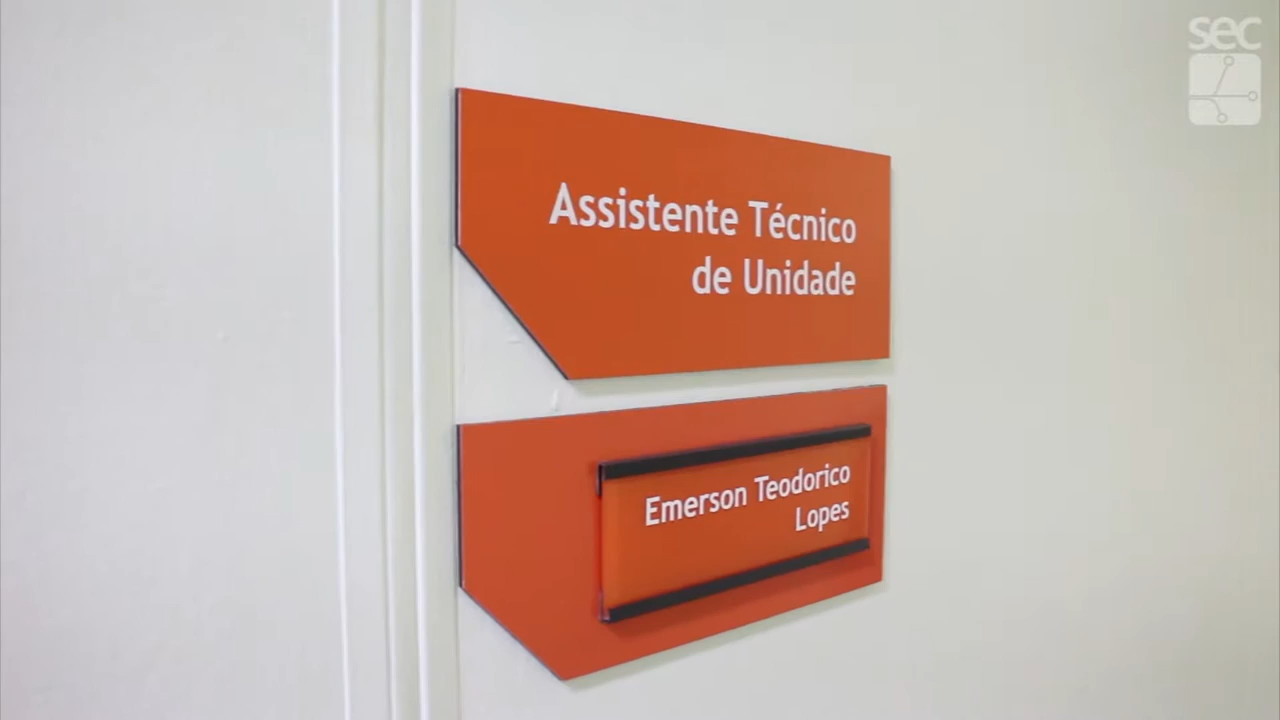 sec
Assistente Técnico
de Unidade
Emerson Teodorico
Lopes